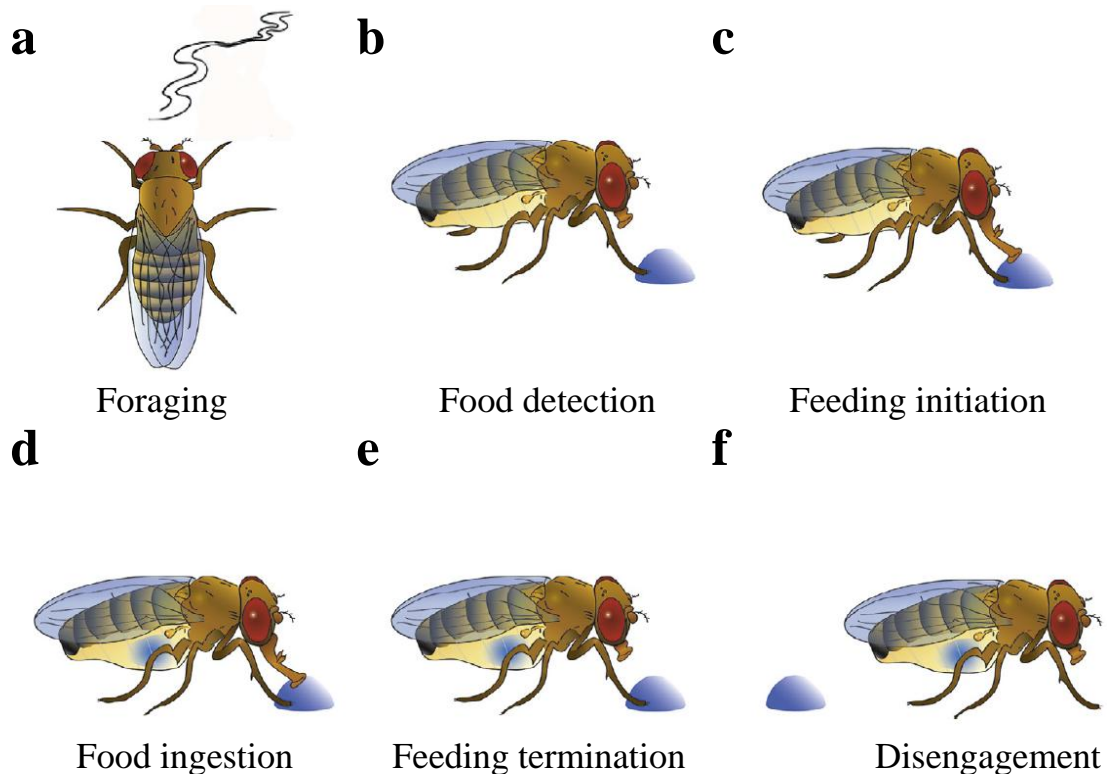 a
b
c
Foraging
Food detection
Feeding initiation
d
e
f
Food ingestion
Feeding termination
Disengagement